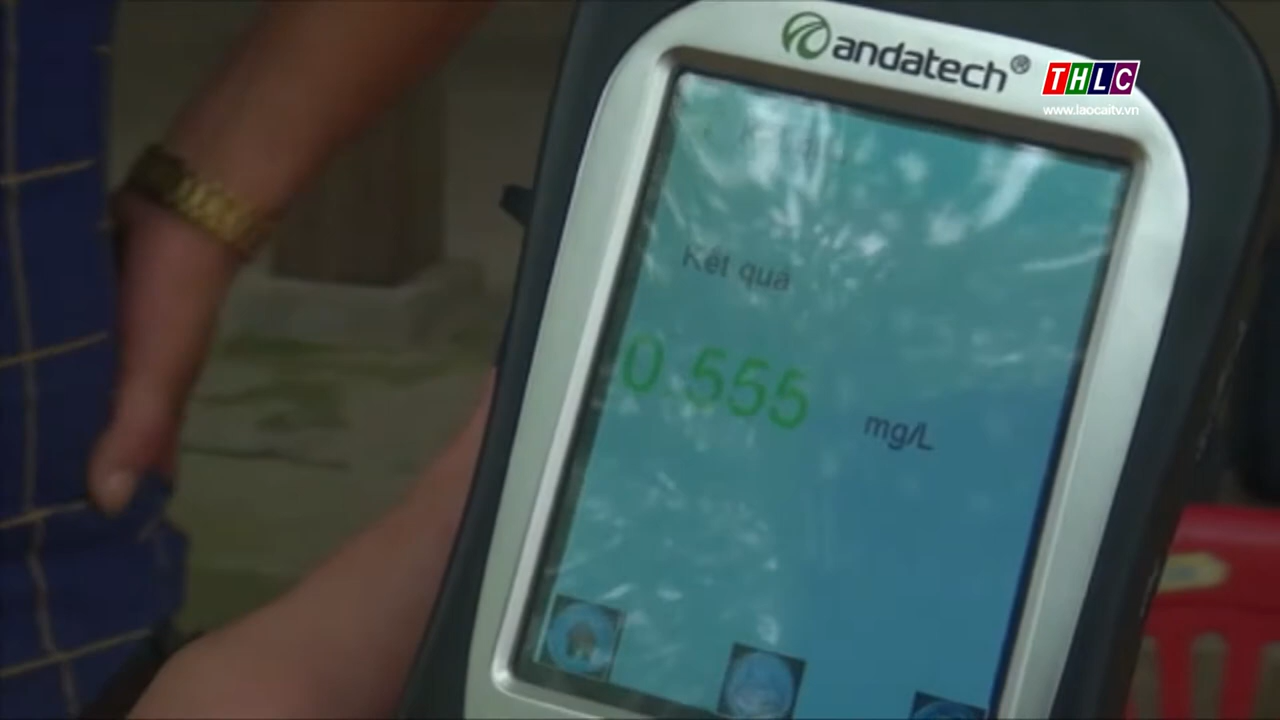 andatech®
THLC
www.laocaitv.vn
Kết quả
0.555 mg/L